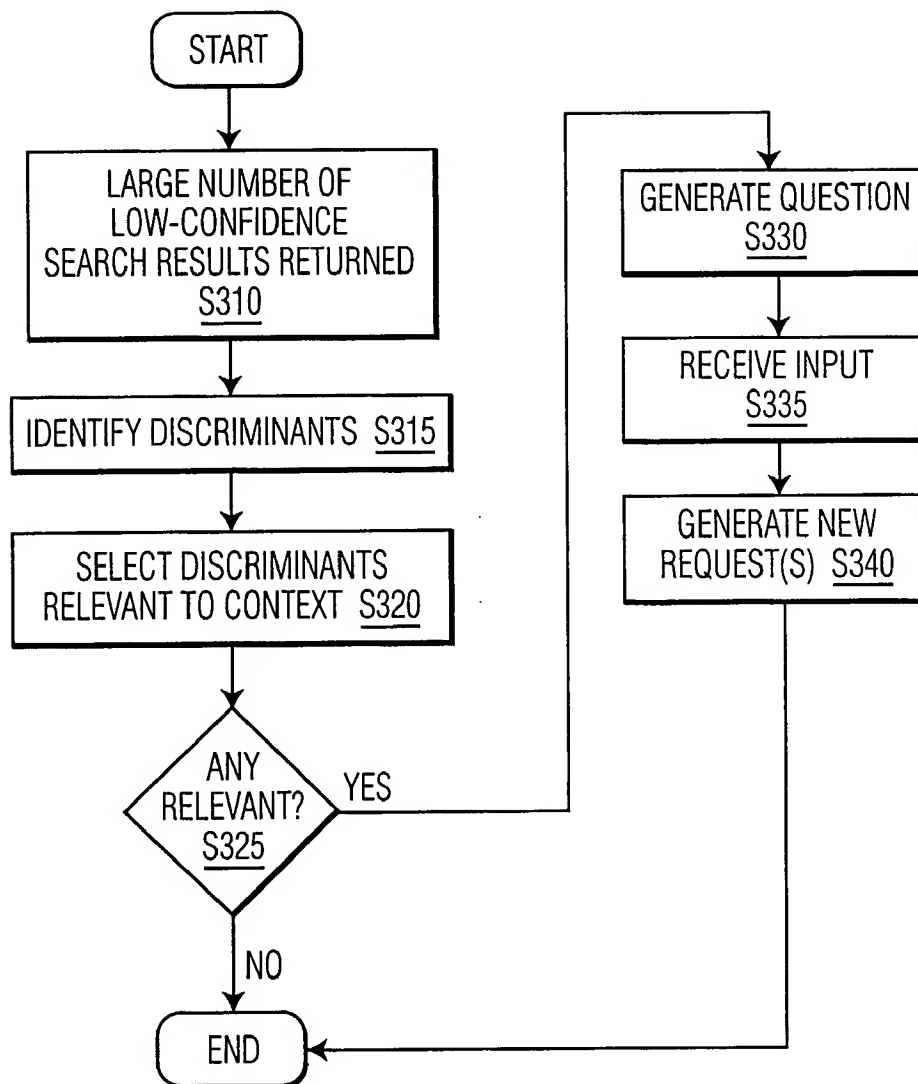 START
LARGE NUMBER OF
LOW-CONFIDENCE
SEARCH RESULTS RETURNED
S310
IDENTIFY DISCRIMINANTS S315
SELECT DISCRIMINANTS
RELEVANT TO CONTEXT S320
ANY
RELEVANT?
S325
YES
NO
END
GENERATE QUESTION
S330
RECEIVE INPUT
S335
GENERATE NEW
REQUEST(S) S340